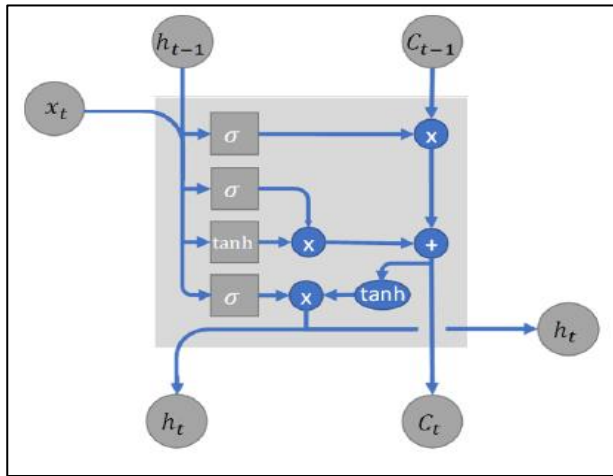 h_{t-1}
C_{t-1}
x_t
σ
x
σ
tanh
x
+
σ
x
tanh
h_t
h_t
C_t